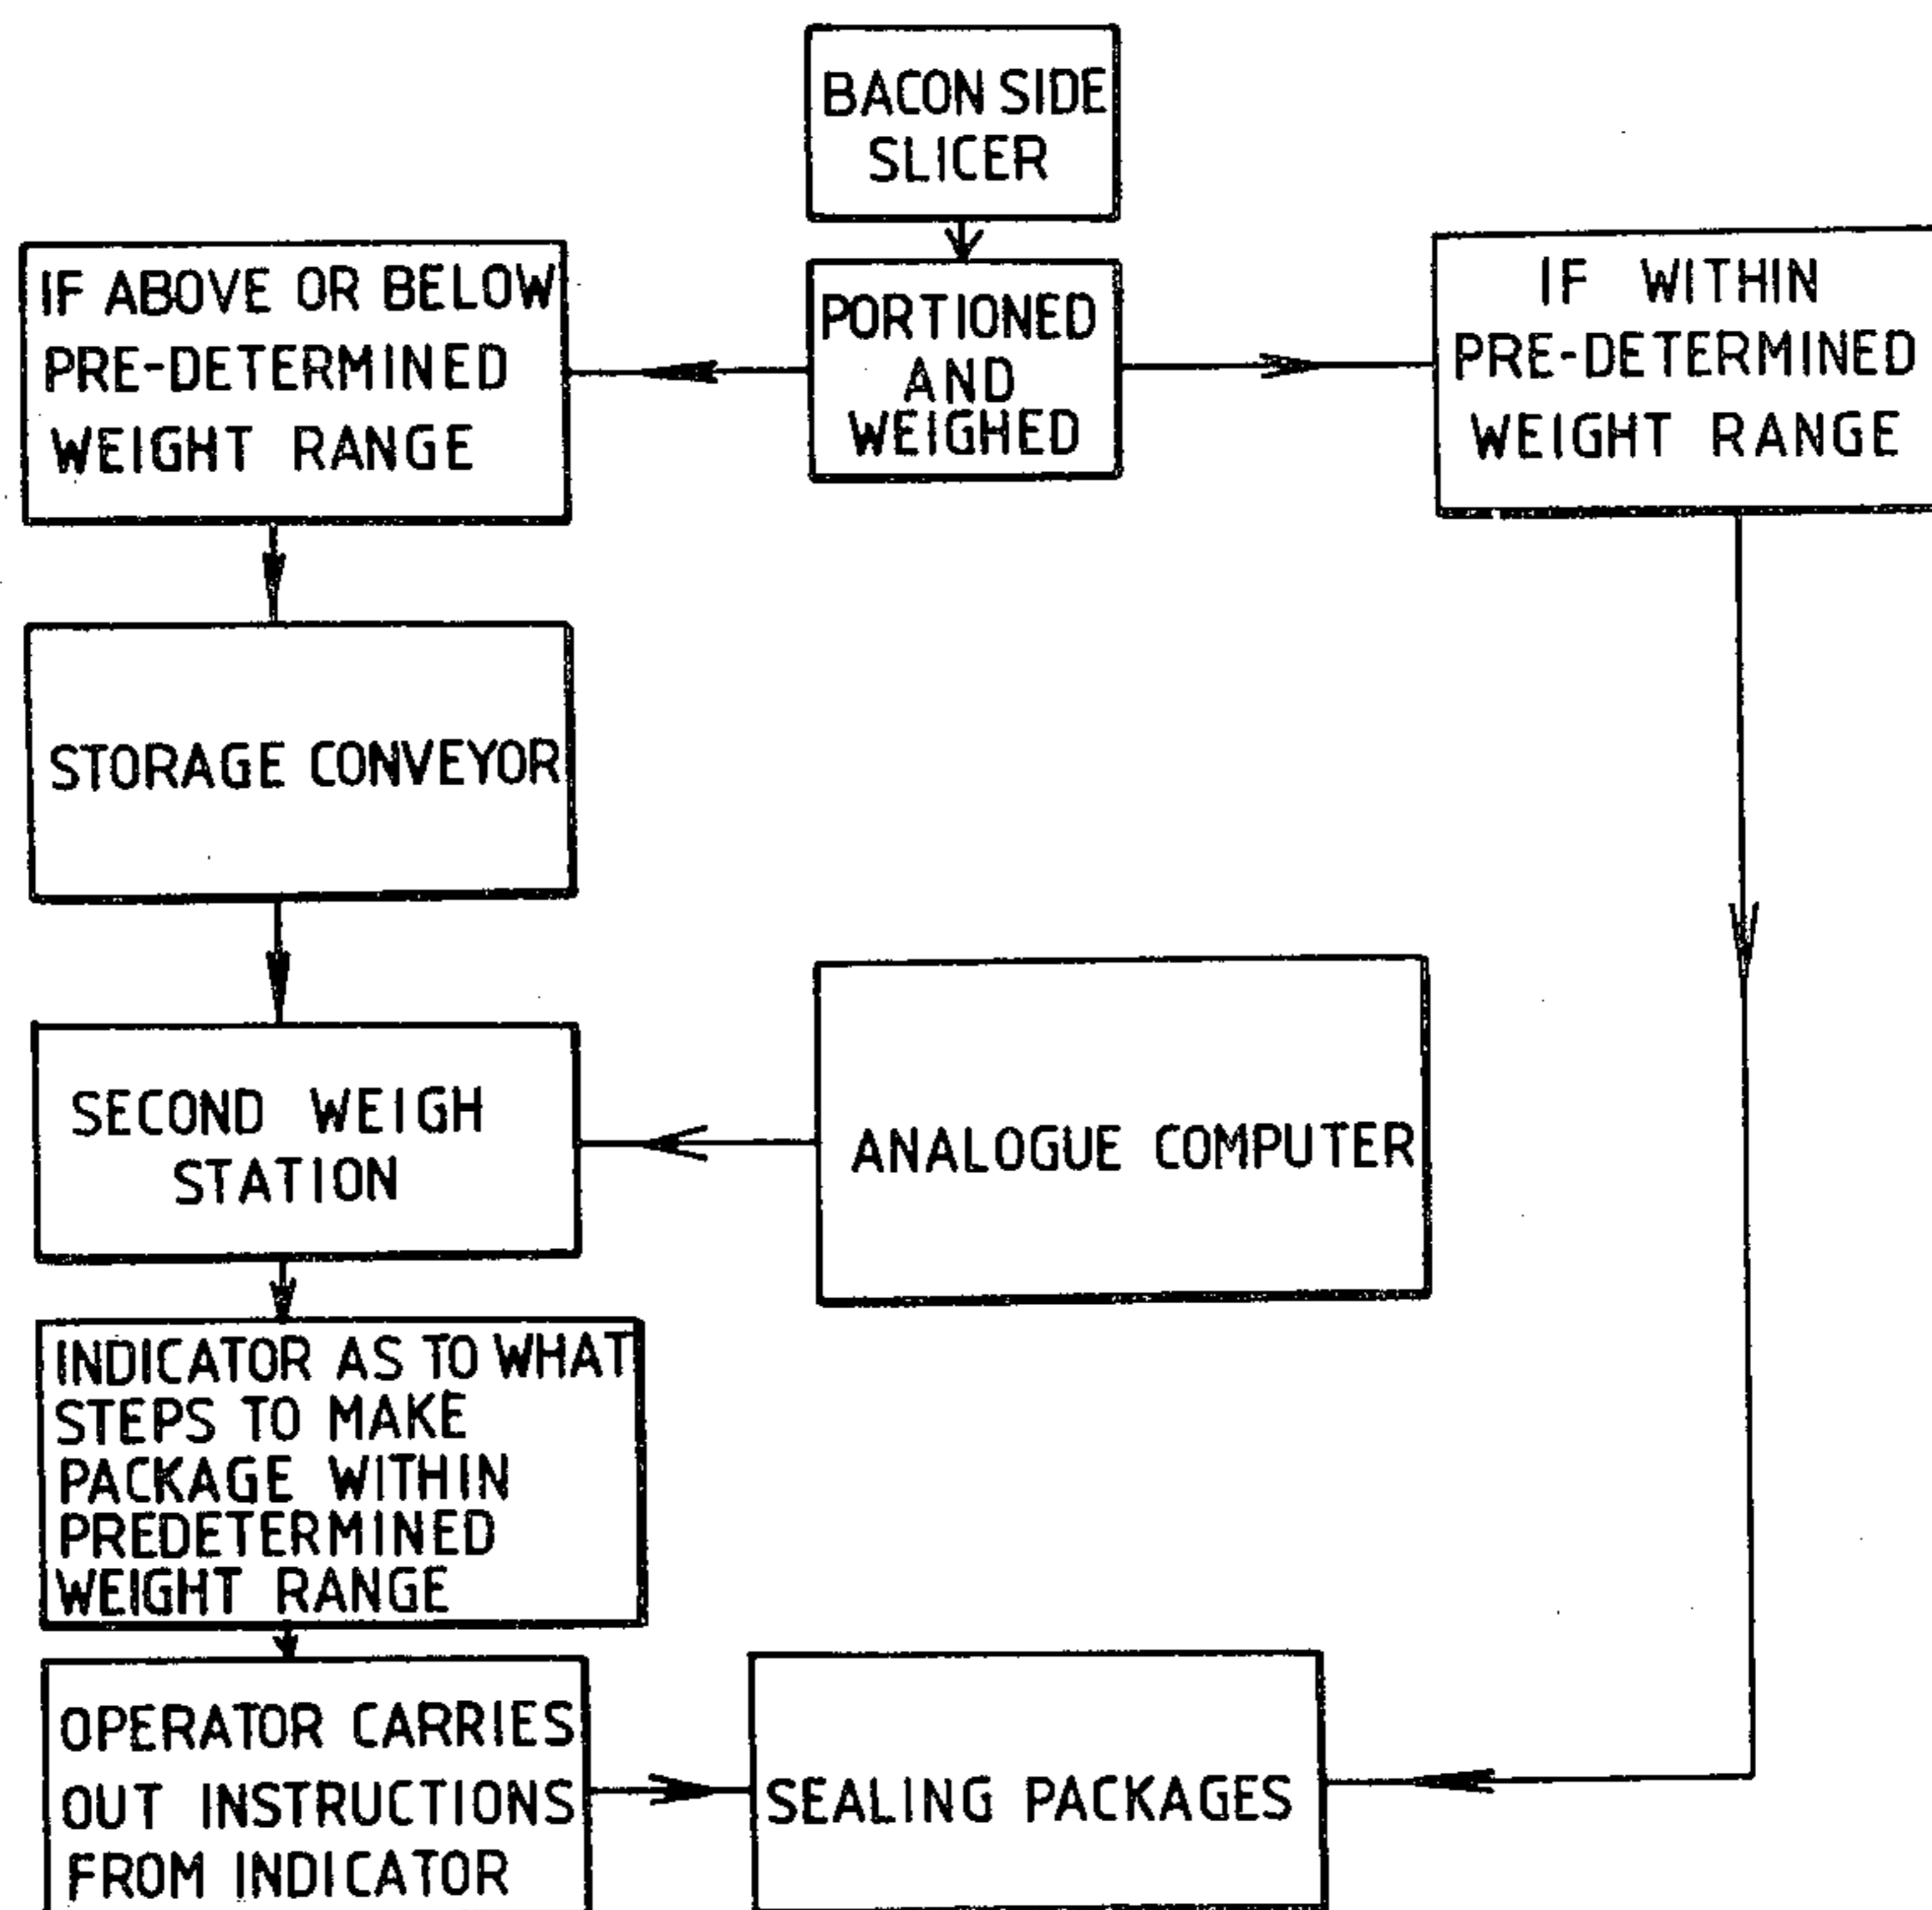 BACON SIDE
SLICER
IF ABOVE OR BELOW
PRE-DETERMINED
WEIGHT RANGE
PORTIONED
AND
WEIGHED
IF WITHIN
PRE-DETERMINED
WEIGHT RANGE
STORAGE CONVEYOR
SECOND WEIGH
STATION
ANALOGUE COMPUTER
INDICATOR AS TO WHAT
STEPS TO MAKE
PACKAGE WITHIN
PREDETERMINED
WEIGHT RANGE
OPERATOR CARRIES
OUT INSTRUCTIONS
FROM INDICATOR
SEALING PACKAGES